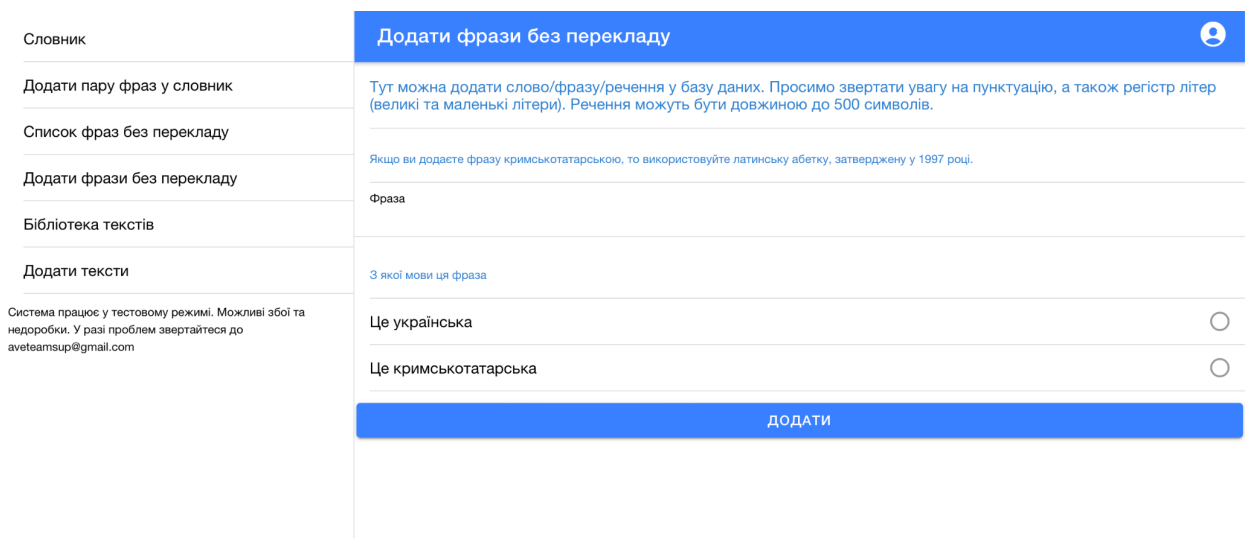 Словник
Додати пару фраз у словник
Список фраз без перекладу
Додати фрази без перекладу
Бібліотека текстів
Додати тексти
Система працює у тестовому режимі. Можливі збої та
недоробки. У разі проблем звертайтеся до
aveteamsup@gmail.com
Додати фрази без перекладу
Тут можна додати слово/фразу/речення у базу даних. Просимо звертати увагу на пунктуацію, а також регістр літер
(великі та маленькі літери). Речення можуть бути довжиною до 500 символів.
Якщо ви додаєте фразу кримськотатарською, то використовуйте латинську абетку, затверджену у 1997 році.
Фраза
З якої мови ця фраза
Це українська
Це кримськотатарська
ДОДАТИ